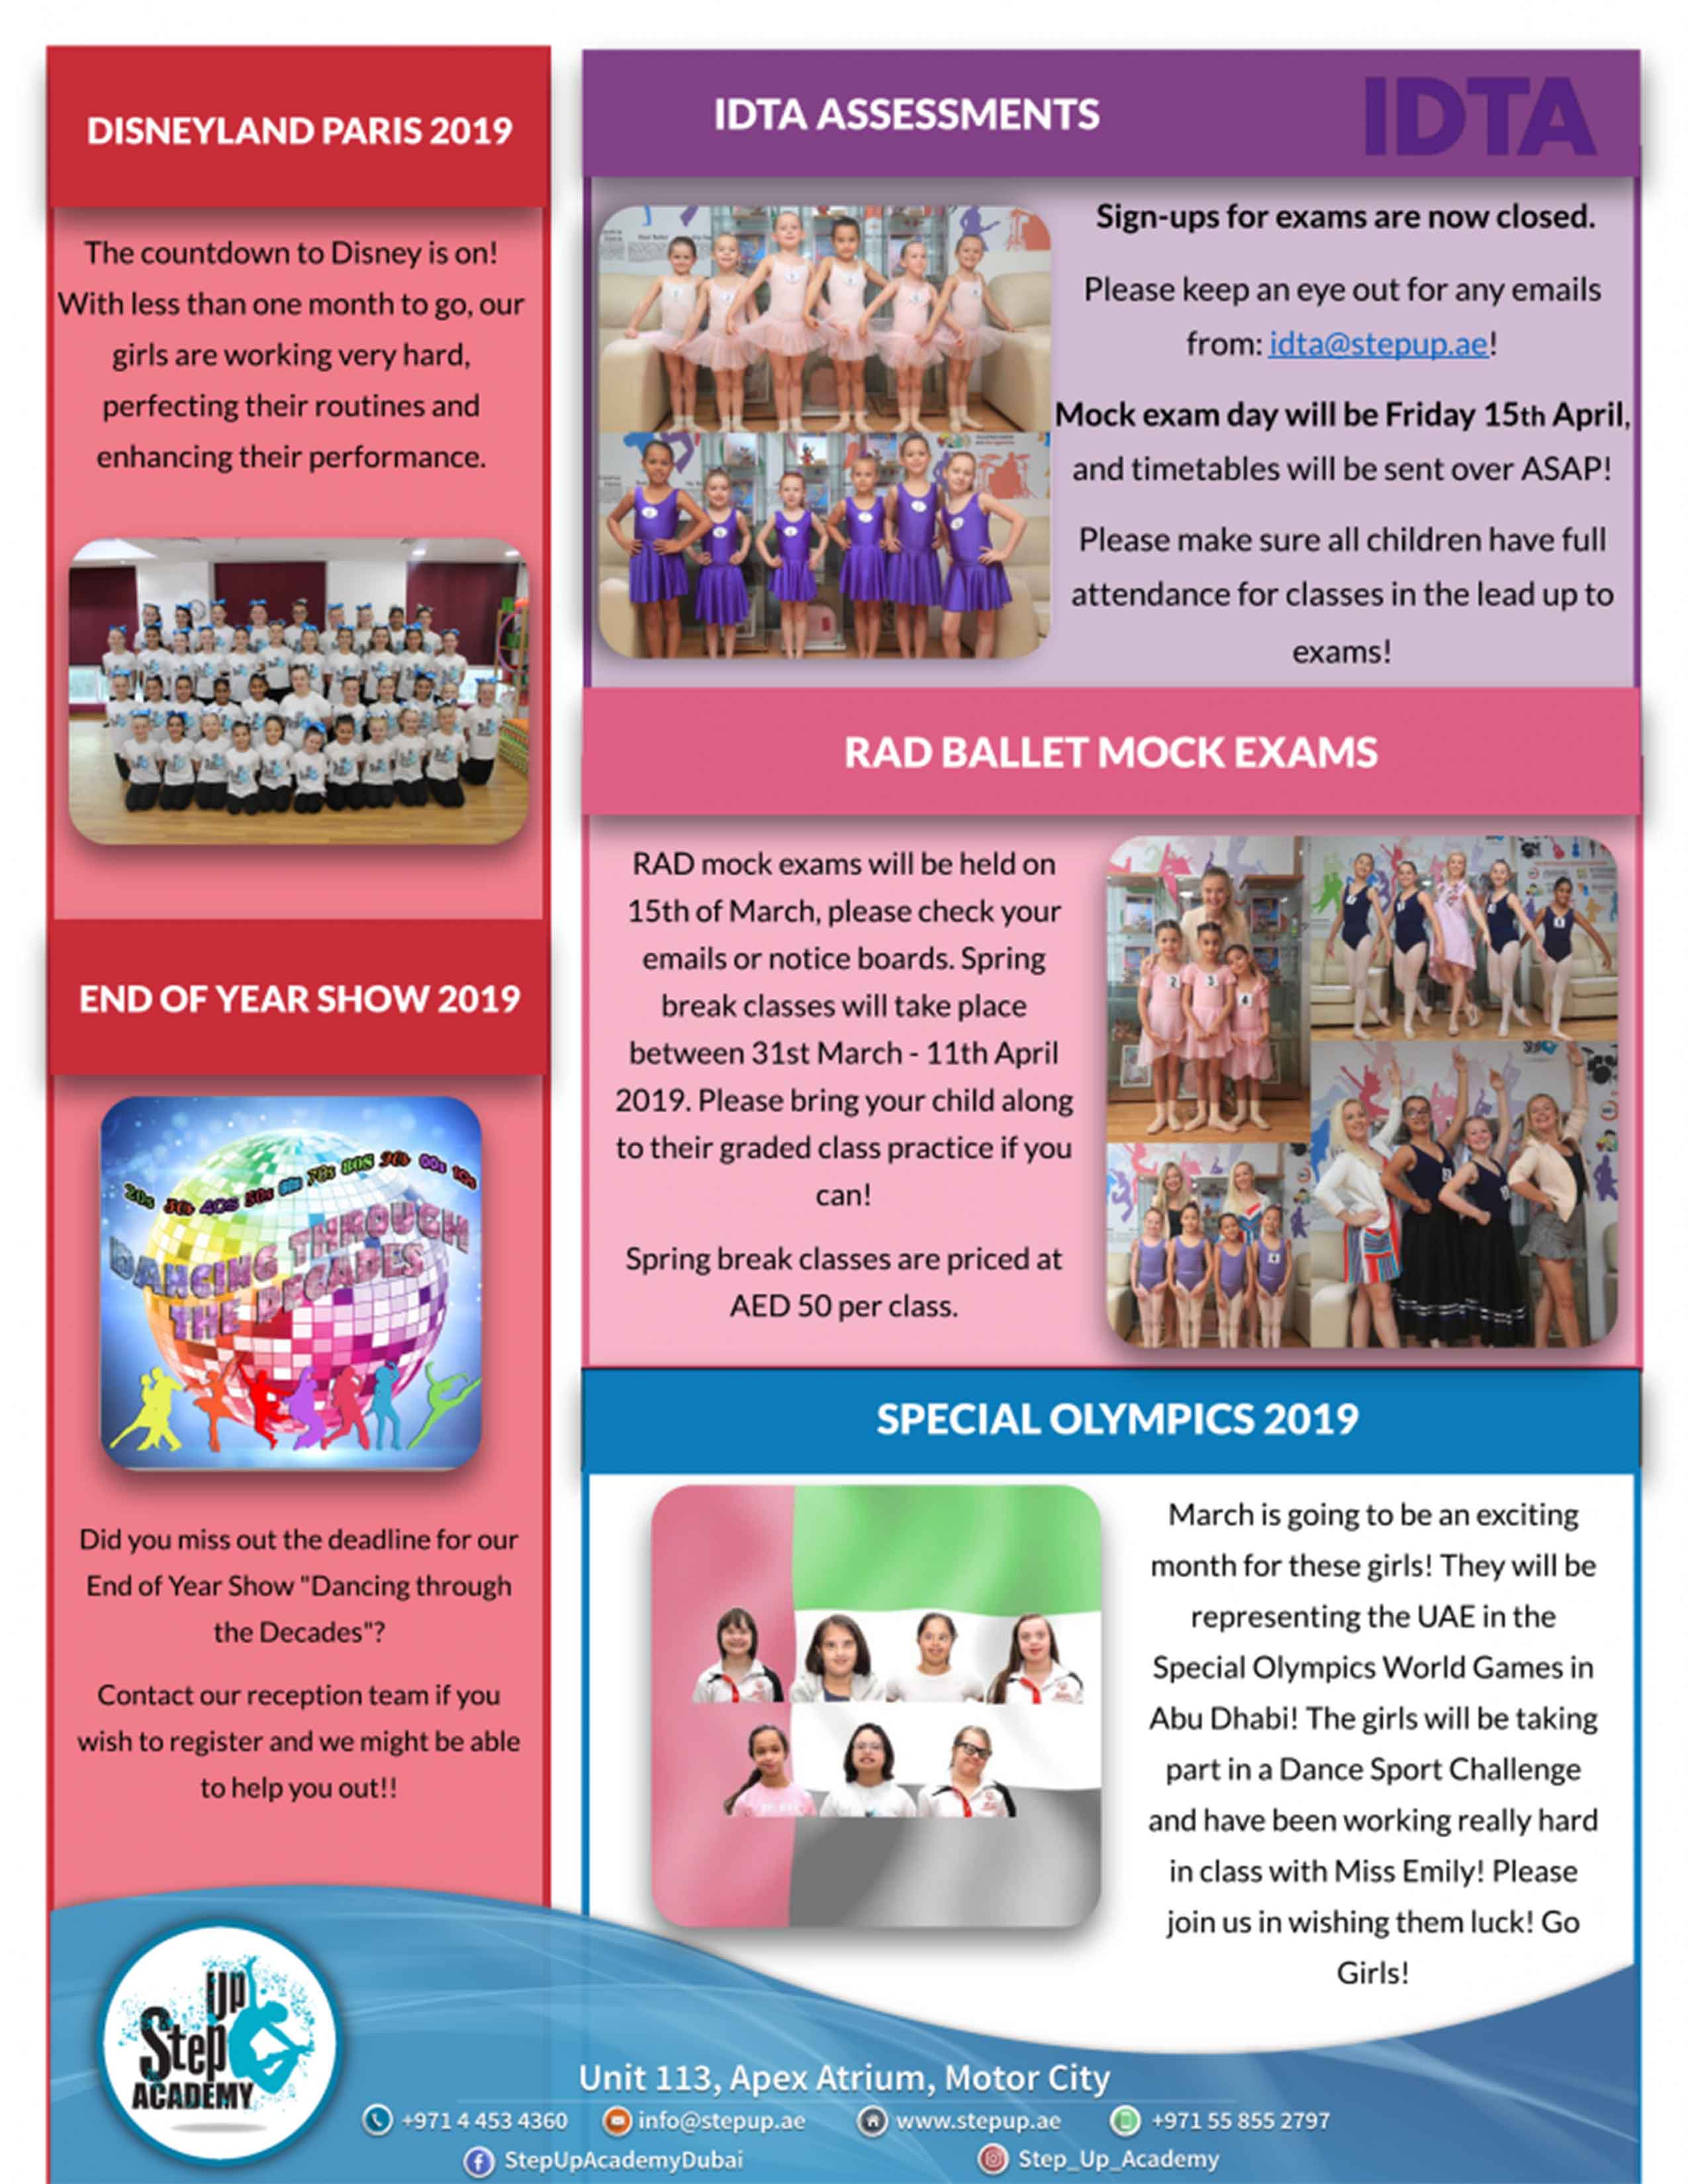 DISNEYLAND PARIS 2019
The countdown to Disney is on!
With less than one month to go, our
girls are working very hard,
perfecting their routines and
enhancing their performance.
END OF YEAR SHOW 2019
20s 30s 40s 50s 60s 70s 80s 90s 00s 10s
DANCING THROUGH
THE DECADES
Did you miss out the deadline for our
End of Year Show "Dancing through
the Decades"?
Contact our reception team if you
wish to register and we might be able
to help you out!!
IDTA ASSESSMENTS
IDTA
Sign-ups for exams are now closed.
Please keep an eye out for any emails
from: idta@stepup.ae!
Mock exam day will be Friday 15th April,
and timetables will be sent over ASAP!
Please make sure all children have full
attendance for classes in the lead up to
exams!
RAD BALLET MOCK EXAMS
RAD mock exams will be held on
15th of March, please check your
emails or notice boards. Spring
break classes will take place
between 31st March - 11th April
2019. Please bring your child along
to their graded class practice if you
can!
Spring break classes are priced at
AED 50 per class.
2 3 4
SPECIAL OLYMPICS 2019
March is going to be an exciting
month for these girls! They will be
representing the UAE in the
Special Olympics World Games in
Abu Dhabi! The girls will be taking
part in a Dance Sport Challenge
and have been working really hard
in class with Miss Emily! Please
join us in wishing them luck! Go
Girls!
Step UP
ACADEMY
Unit 113, Apex Atrium, Motor City
+971 4 453 4360 info@stepup.ae www.stepup.ae +971 55 855 2797
StepUpAcademyDubai Step_Up_Academy